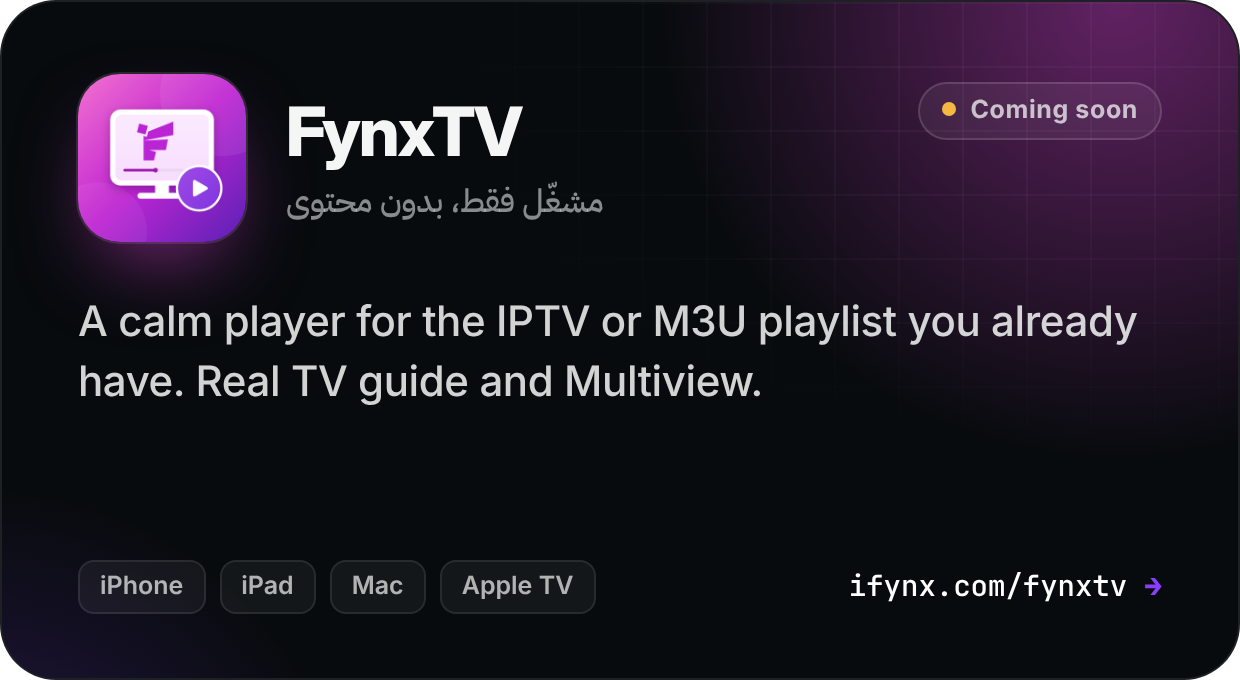 FynxTV
Coming soon
مشغّل فقط، بدون محتوى
A calm player for the IPTV or M3U playlist you already
have. Real TV guide and Multiview.
iPhone
iPad
Mac
Apple TV
ifynx.com/fynxtv →